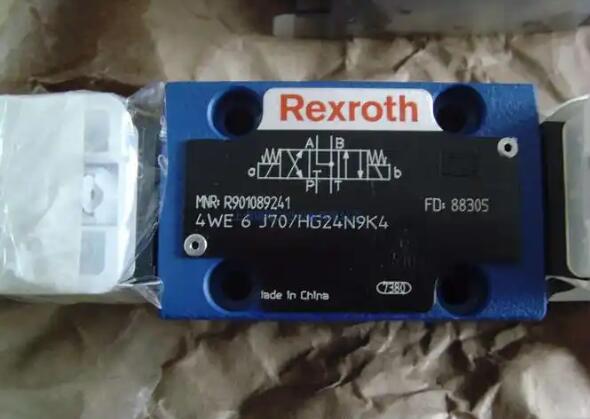 Rexroth
A B
a b
P T
MNR: R901089241 FD: 88305
4WE 6 J70/HG24N9K4
Made in China 7380